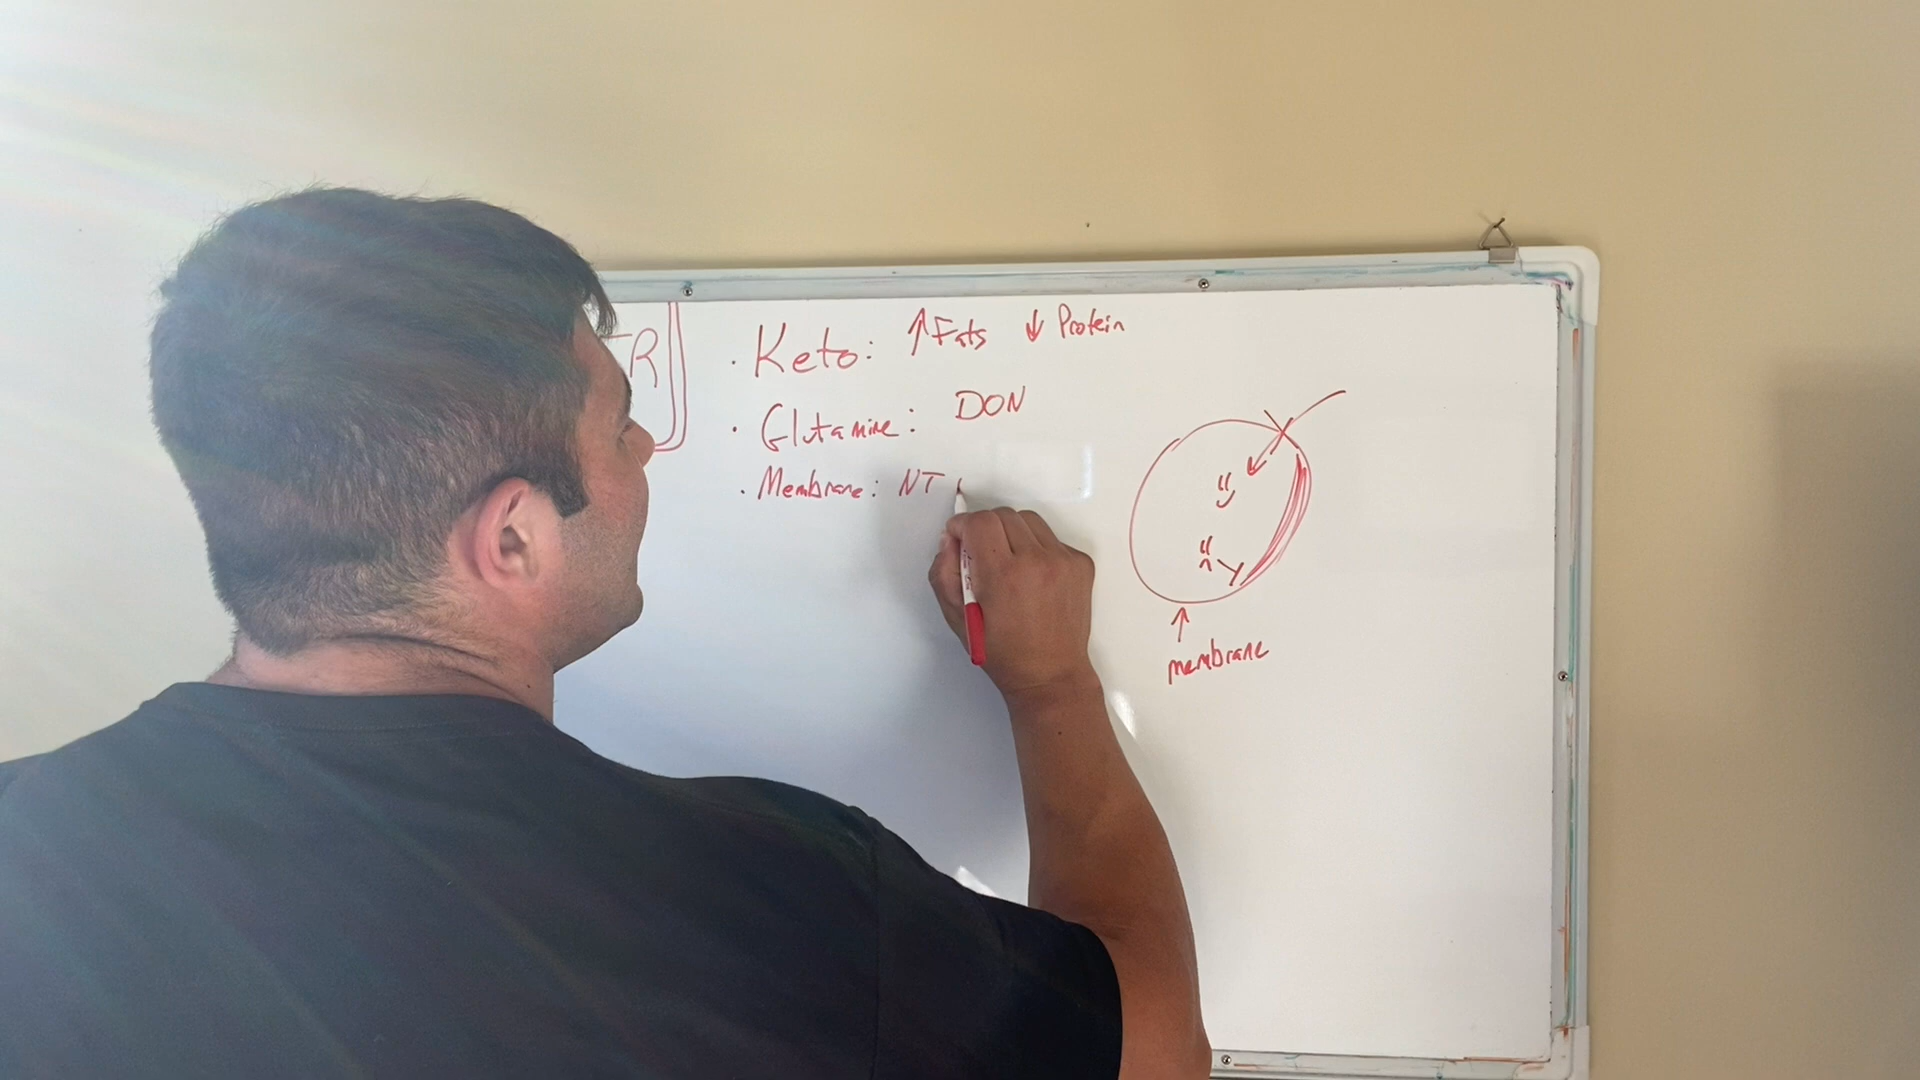 • Keto: ↑ Fats ↓ Protein
• Glutamine: DON
• Membrane: NT
membrane